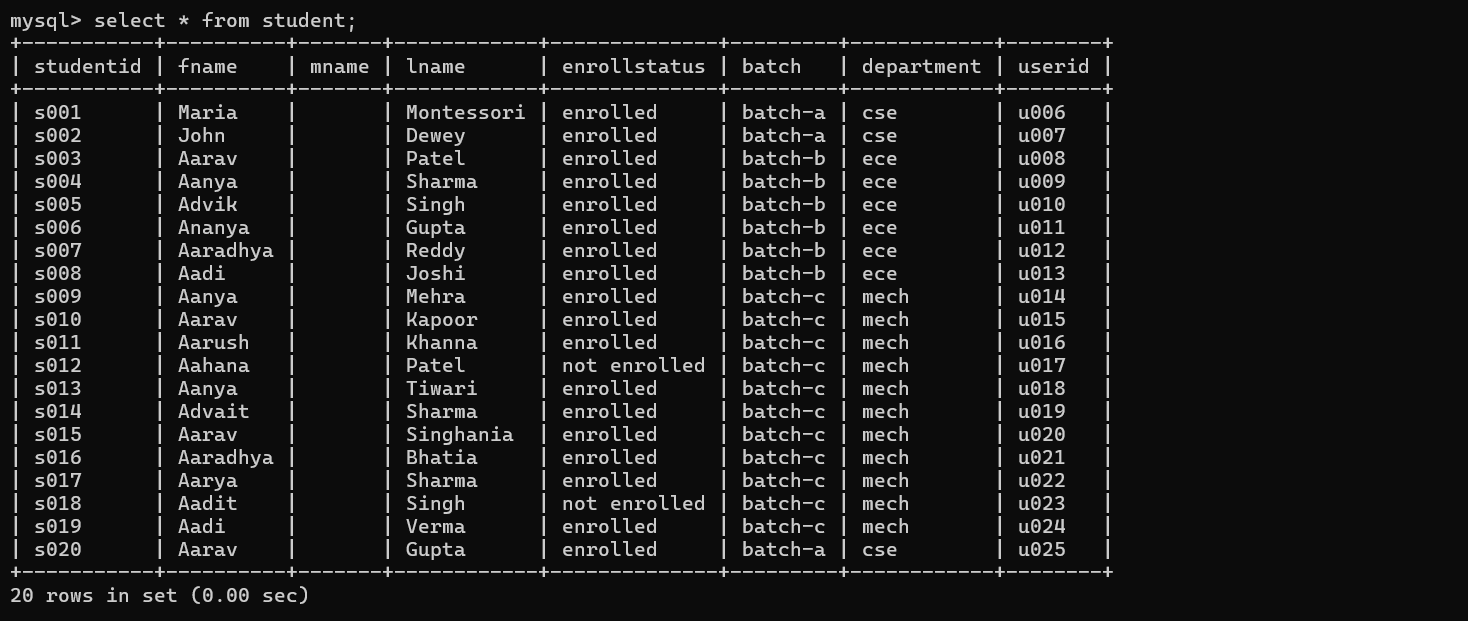 mysql> select * from student;
+-----------+----------+-------+------------+--------------+---------+------------+--------+
| studentid | fname    | mname | lname      | enrollstatus | batch   | department | userid |
+-----------+----------+-------+------------+--------------+---------+------------+--------+
| s001      | Maria    |       | Montessori | enrolled     | batch-a | cse        | u006   |
| s002      | John     |       | Dewey      | enrolled     | batch-a | cse        | u007   |
| s003      | Aarav    |       | Patel      | enrolled     | batch-b | ece        | u008   |
| s004      | Aanya    |       | Sharma     | enrolled     | batch-b | ece        | u009   |
| s005      | Advik    |       | Singh      | enrolled     | batch-b | ece        | u010   |
| s006      | Ananya   |       | Gupta      | enrolled     | batch-b | ece        | u011   |
| s007      | Aaradhya |       | Reddy      | enrolled     | batch-b | ece        | u012   |
| s008      | Aadi     |       | Joshi      | enrolled     | batch-b | ece        | u013   |
| s009      | Aanya    |       | Mehra      | enrolled     | batch-c | mech       | u014   |
| s010      | Aarav    |       | Kapoor     | enrolled     | batch-c | mech       | u015   |
| s011      | Aarush   |       | Khanna     | enrolled     | batch-c | mech       | u016   |
| s012      | Aahana   |       | Patel      | not enrolled | batch-c | mech       | u017   |
| s013      | Aanya    |       | Tiwari     | enrolled     | batch-c | mech       | u018   |
| s014      | Advait   |       | Sharma     | enrolled     | batch-c | mech       | u019   |
| s015      | Aarav    |       | Singhania  | enrolled     | batch-c | mech       | u020   |
| s016      | Aaradhya |       | Bhatia     | enrolled     | batch-c | mech       | u021   |
| s017      | Aarya    |       | Sharma     | enrolled     | batch-c | mech       | u022   |
| s018      | Aadit    |       | Singh      | not enrolled | batch-c | mech       | u023   |
| s019      | Aadi     |       | Verma      | enrolled     | batch-c | mech       | u024   |
| s020      | Aarav    |       | Gupta      | enrolled     | batch-a | cse        | u025   |
+-----------+----------+-------+------------+--------------+---------+------------+--------+
20 rows in set (0.00 sec)